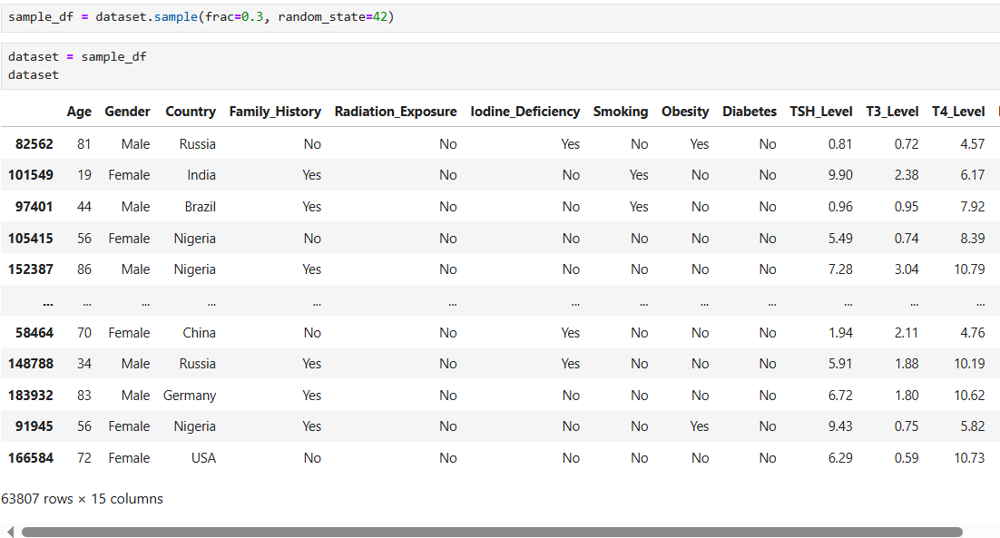 sample_df = dataset.sample(frac=0.3, random_state=42)
dataset = sample_df
dataset
Age Gender Country Family_History Radiation_Exposure Iodine_Deficiency Smoking Obesity Diabetes TSH_Level T3_Level T4_Level
82562 81 Male Russia No No Yes No Yes No 0.81 0.72 4.57
101549 19 Female India Yes No No Yes No No 9.90 2.38 6.17
97401 44 Male Brazil Yes No No Yes No No 0.96 0.95 7.92
105415 56 Female Nigeria No No No No No No 5.49 0.74 8.39
152387 86 Male Nigeria Yes No No No No No 7.28 3.04 10.79
... ... ... ... ... ... ... ... ... ... ... ... ...
58464 70 Female China No No Yes No No No 1.94 2.11 4.76
148788 34 Male Russia Yes No Yes No No No 5.91 1.88 10.19
183932 83 Male Germany Yes No No No No No 6.72 1.80 10.62
91945 56 Female Nigeria Yes No No No Yes No 9.43 0.75 5.82
166584 72 Female USA No No No No No No 6.29 0.59 10.73
63807 rows × 15 columns